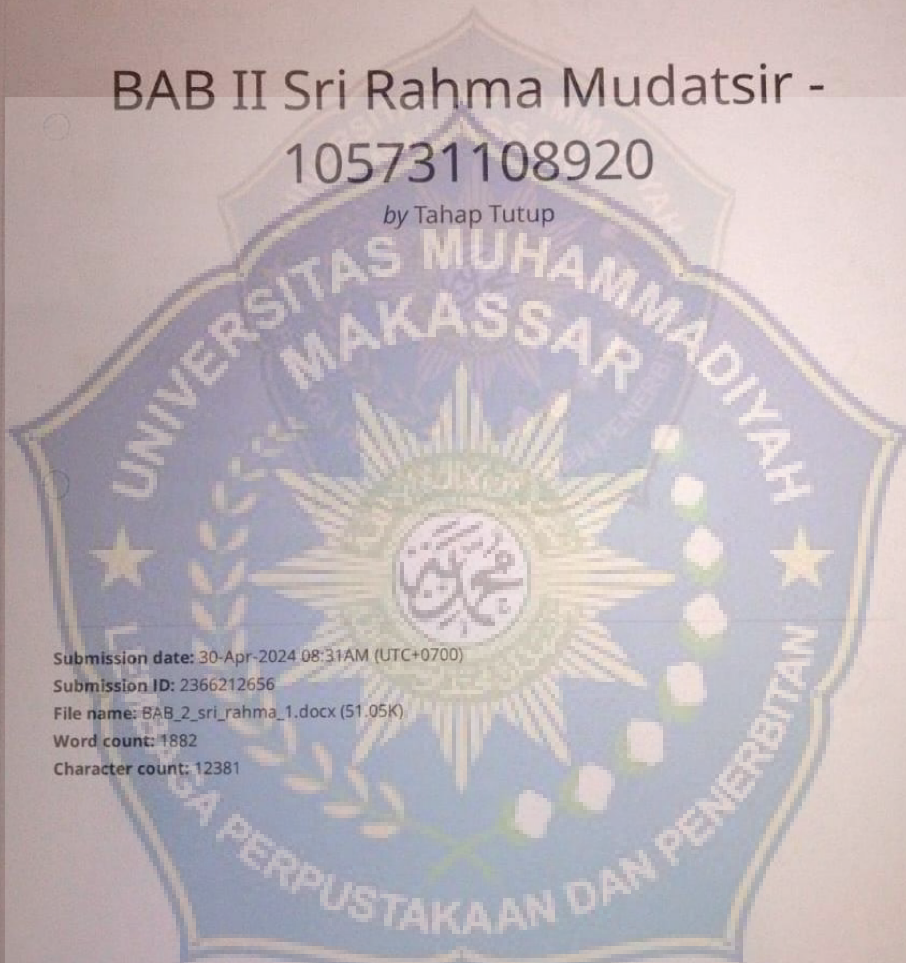 BAB II Sri Rahma Mudatsir -
105731108920
by Tahap Tutup
UNIVERSITAS MUHAMMADIYAH
MAKASSAR
Submission date: 30-Apr-2024 08:31AM (UTC+0700)
Submission ID: 2366212656
File name: BAB_2_sri_rahma_1.docx (51.05K)
Word count: 1882
Character count: 12381
PERPUSTAKAAN DAN PENERBITAN